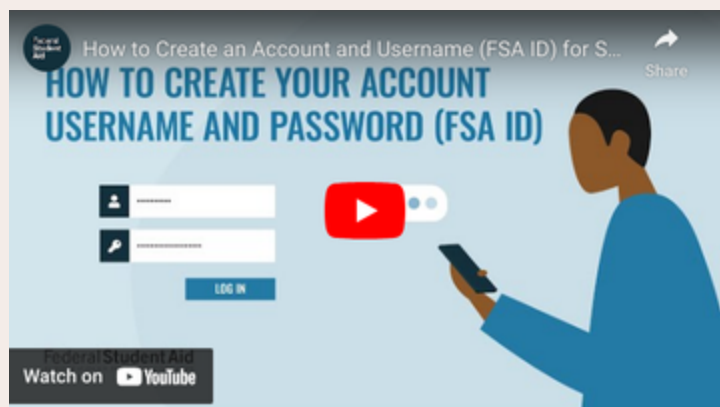 Federal
Student
Aid
How to Create an Account and Username (FSA ID) for S...
Share
HOW TO CREATE YOUR ACCOUNT
USERNAME AND PASSWORD (FSA ID)
LOG IN
Federal Student Aid
Watch on YouTube